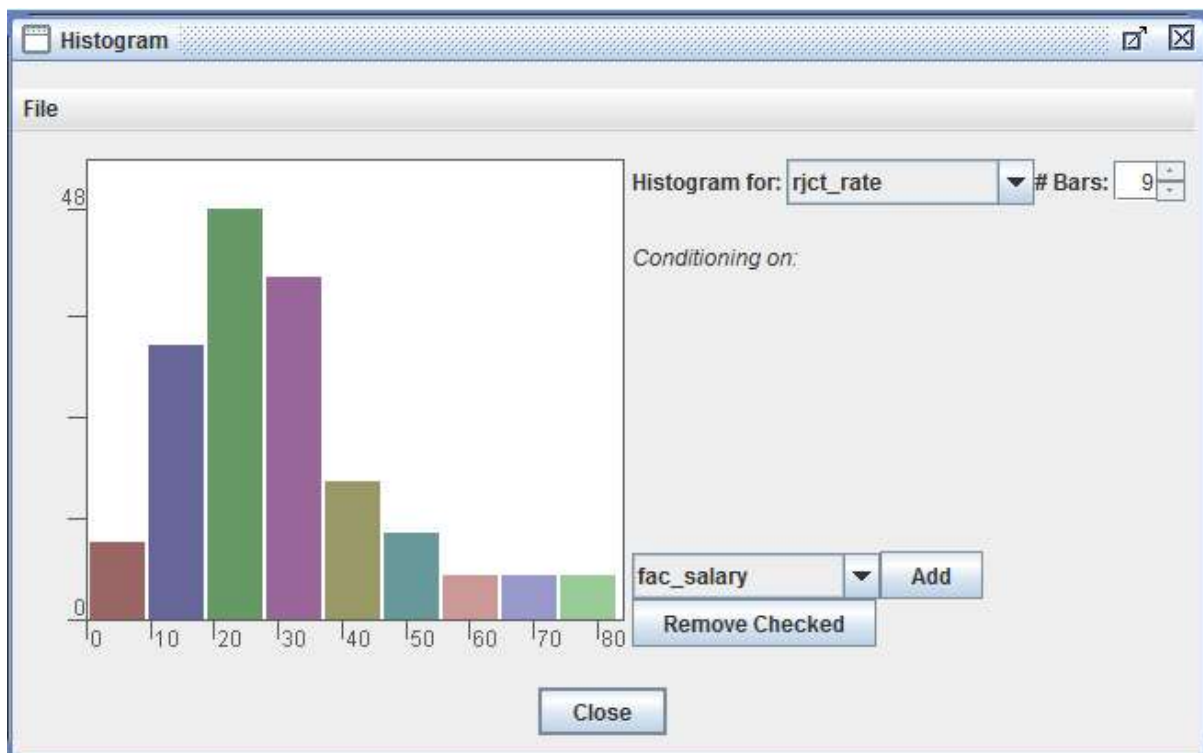 Histogram
File
48
0
0 10 20 30 40 50 60 70 80
Histogram for: rjct_rate # Bars: 9
Conditioning on:
fac_salary Add
Remove Checked
Close